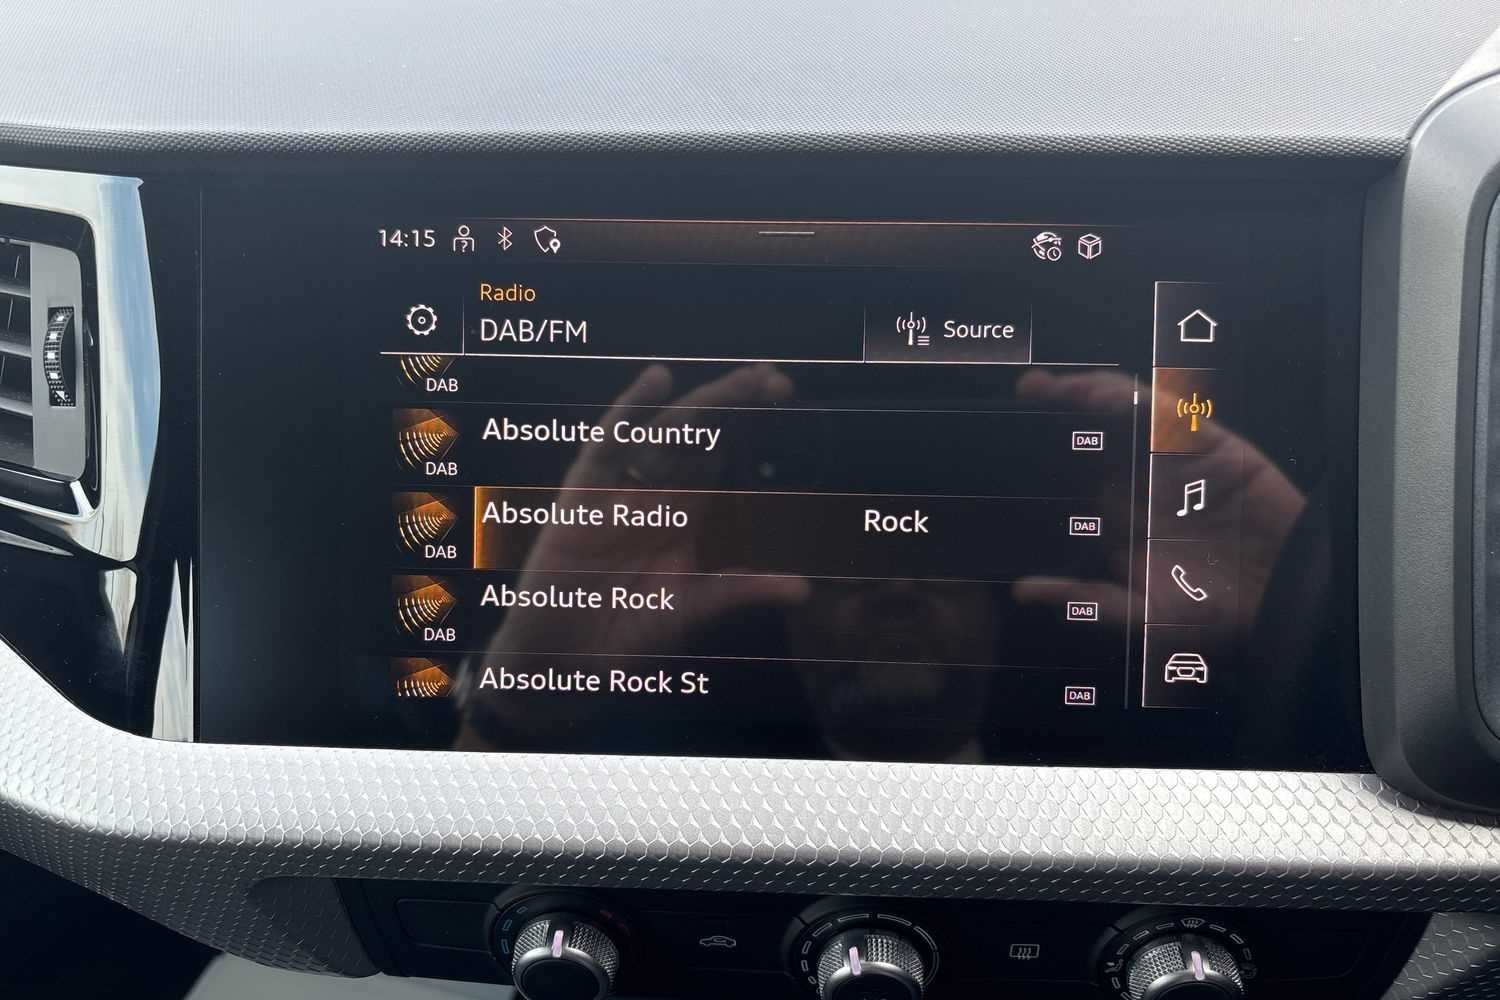 14:15
Radio
DAB/FM
Source
DAB
Absolute Country
DAB
DAB
Absolute Radio
Rock
DAB
DAB
Absolute Rock
DAB
DAB
Absolute Rock St
DAB